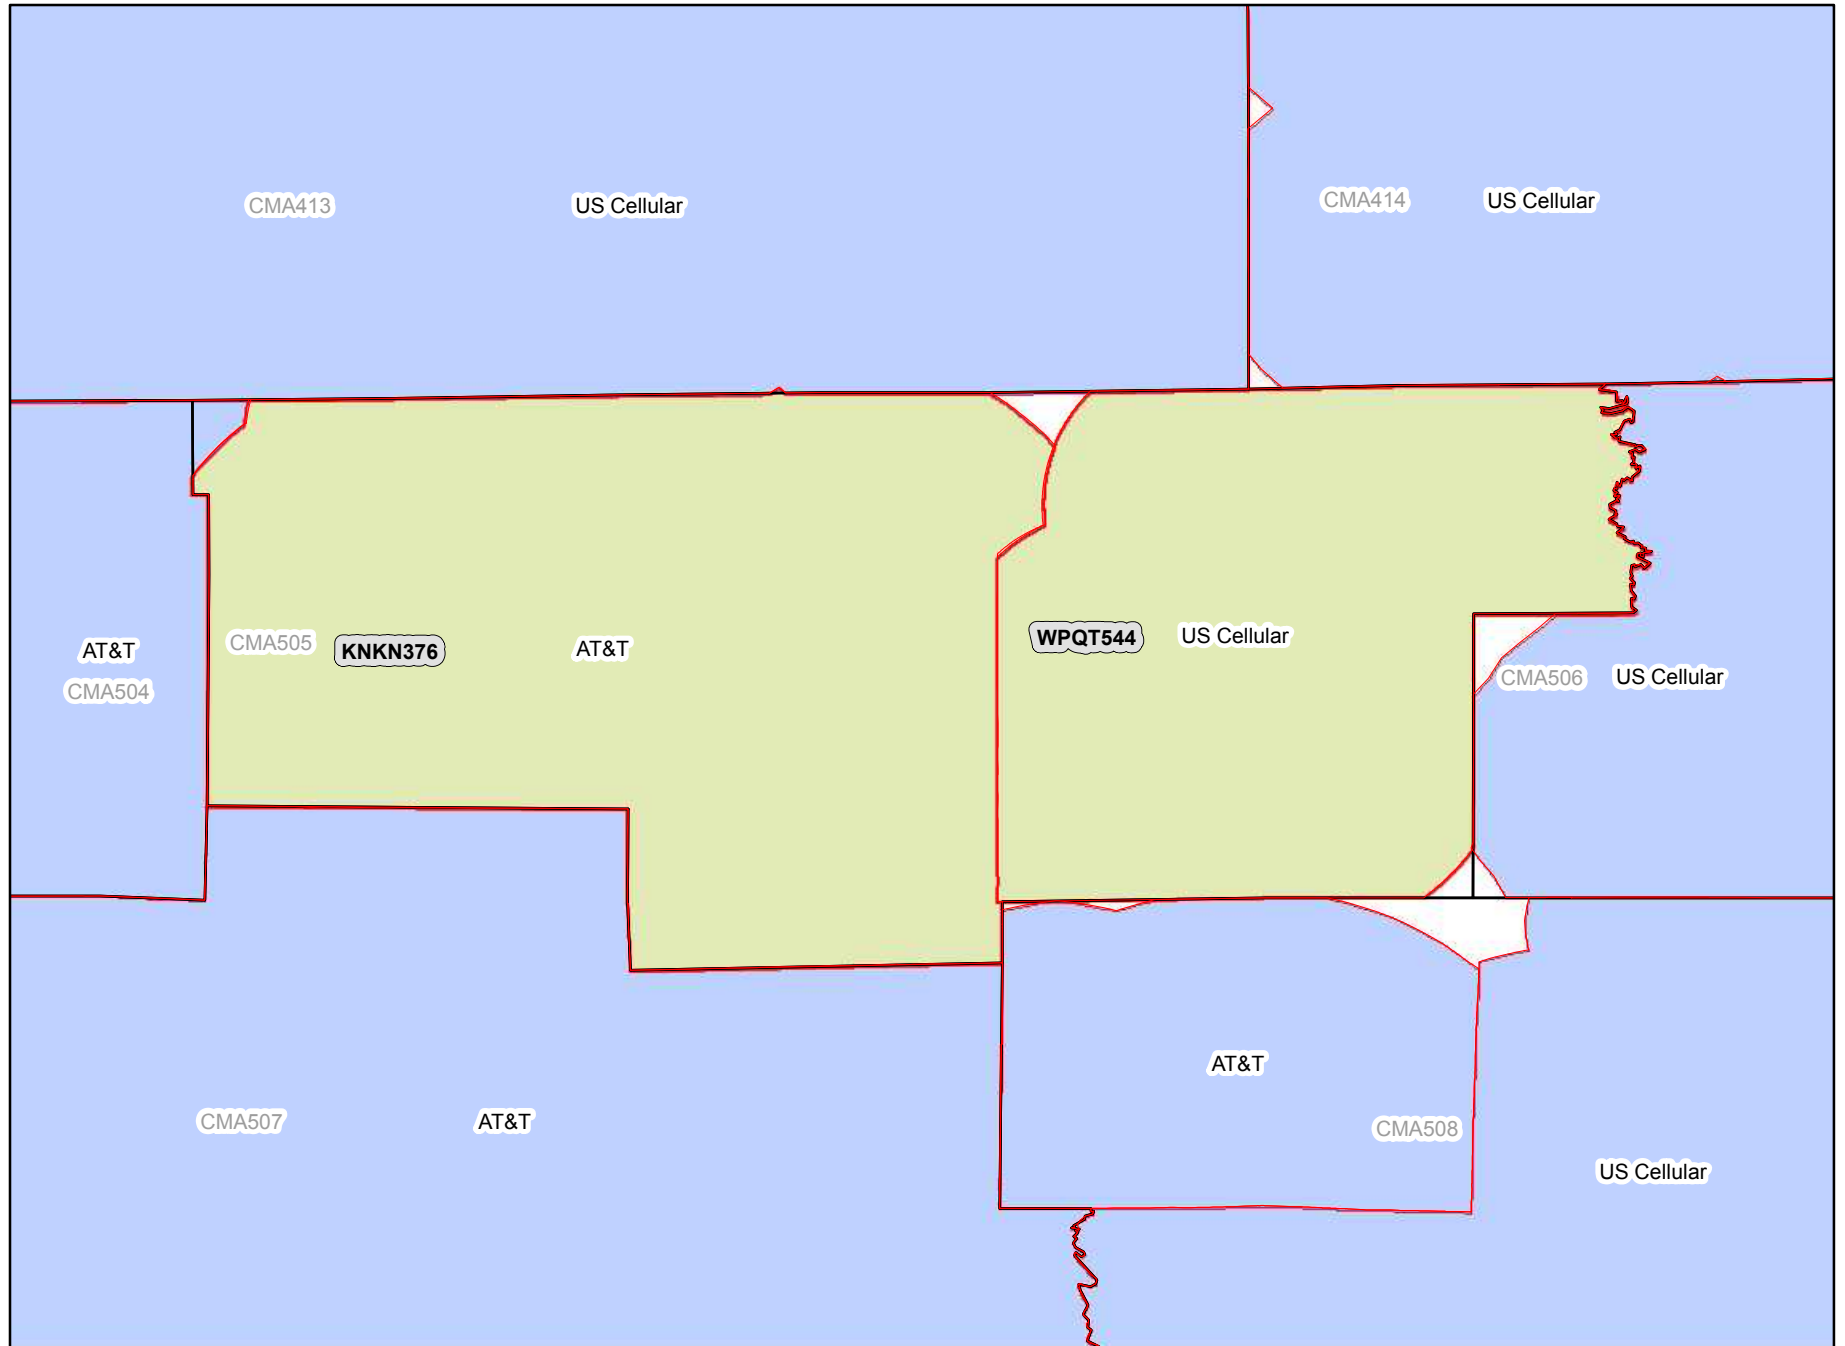 CMA413
US Cellular
CMA414
US Cellular
AT&T
CMA504
CMA505
KNKN376
AT&T
WPQT544
US Cellular
CMA506
US Cellular
CMA507
AT&T
AT&T
CMA508
US Cellular